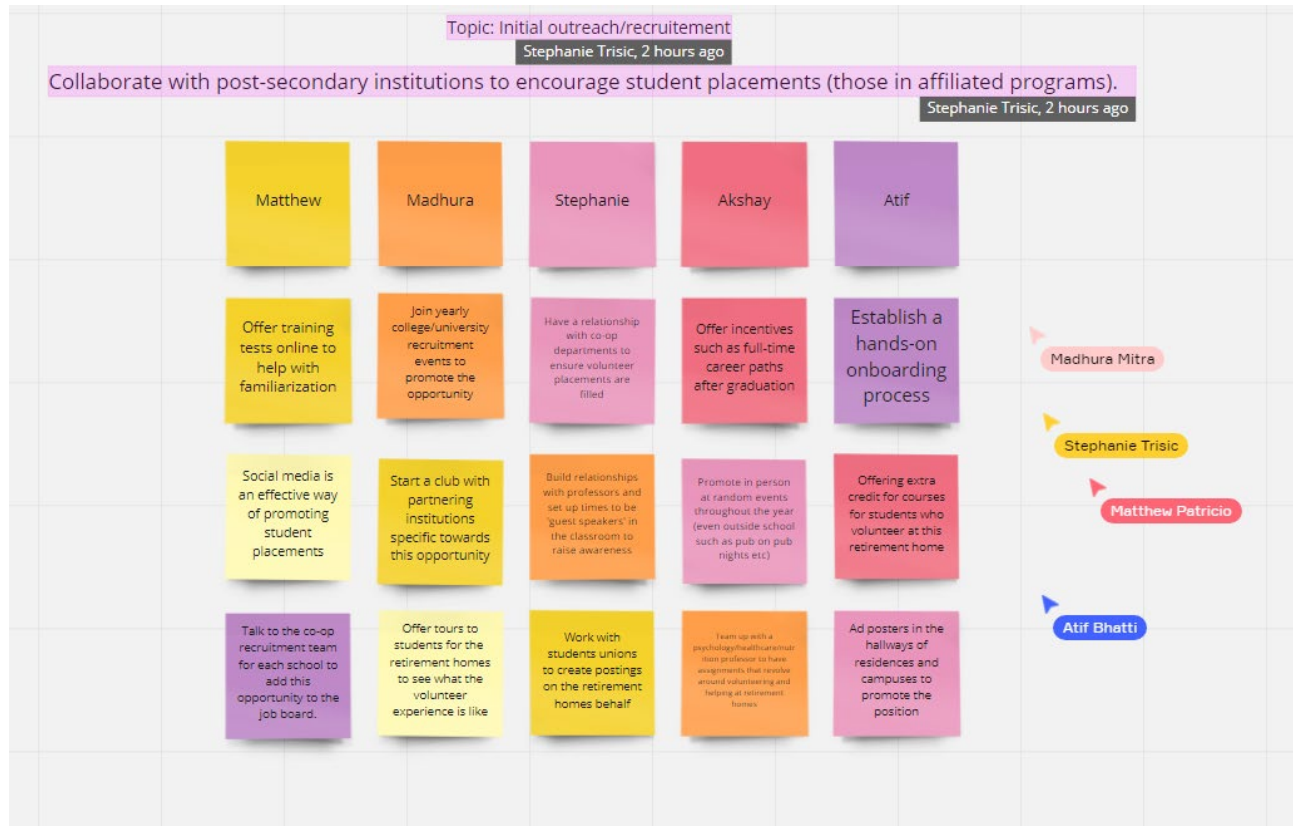 Topic: Initial outreach/recruitement
Stephanie Trisic, 2 hours ago
Collaborate with post-secondary institutions to encourage student placements (those in affiliated programs).
Stephanie Trisic, 2 hours ago
Matthew
Madhura
Stephanie
Akshay
Atif
Offer training
tests online to
help with
familiarization
Join yearly
college/university
recruitment
events to
promote the
opportunity
Have a relationship
with co-op
departments to
ensure volunteer
placements are
filled
Offer incentives
such as full-time
career paths
after graduation
Establish a
hands-on
onboarding
process
Social media is
an effective way
of promoting
student
placements
Start a club with
partnering
institutions
specific towards
this opportunity
Build relationships
with professors and
set up times to be
'guest speakers' in
the classroom to
raise awareness
Promote in person
at random events
throughout the year
(even outside school
such as pub on pub
nights etc)
Offering extra
credit for courses
for students who
volunteer at this
retirement home
Talk to the co-op
recruitment team
for each school to
add this
opportunity to the
job board.
Offer tours to
students for the
retirement homes
to see what the
volunteer
experience is like
Work with
students unions
to create postings
on the retirement
homes behalf
Team up with a
psychology/healthcare/nutr
ition professor to have
assignments that revolve
around volunteering and
helping at retirement
homes
Ad posters in the
hallways of
residences and
campuses to
promote the
position
Madhura Mitra
Stephanie Trisic
Matthew Patricio
Atif Bhatti